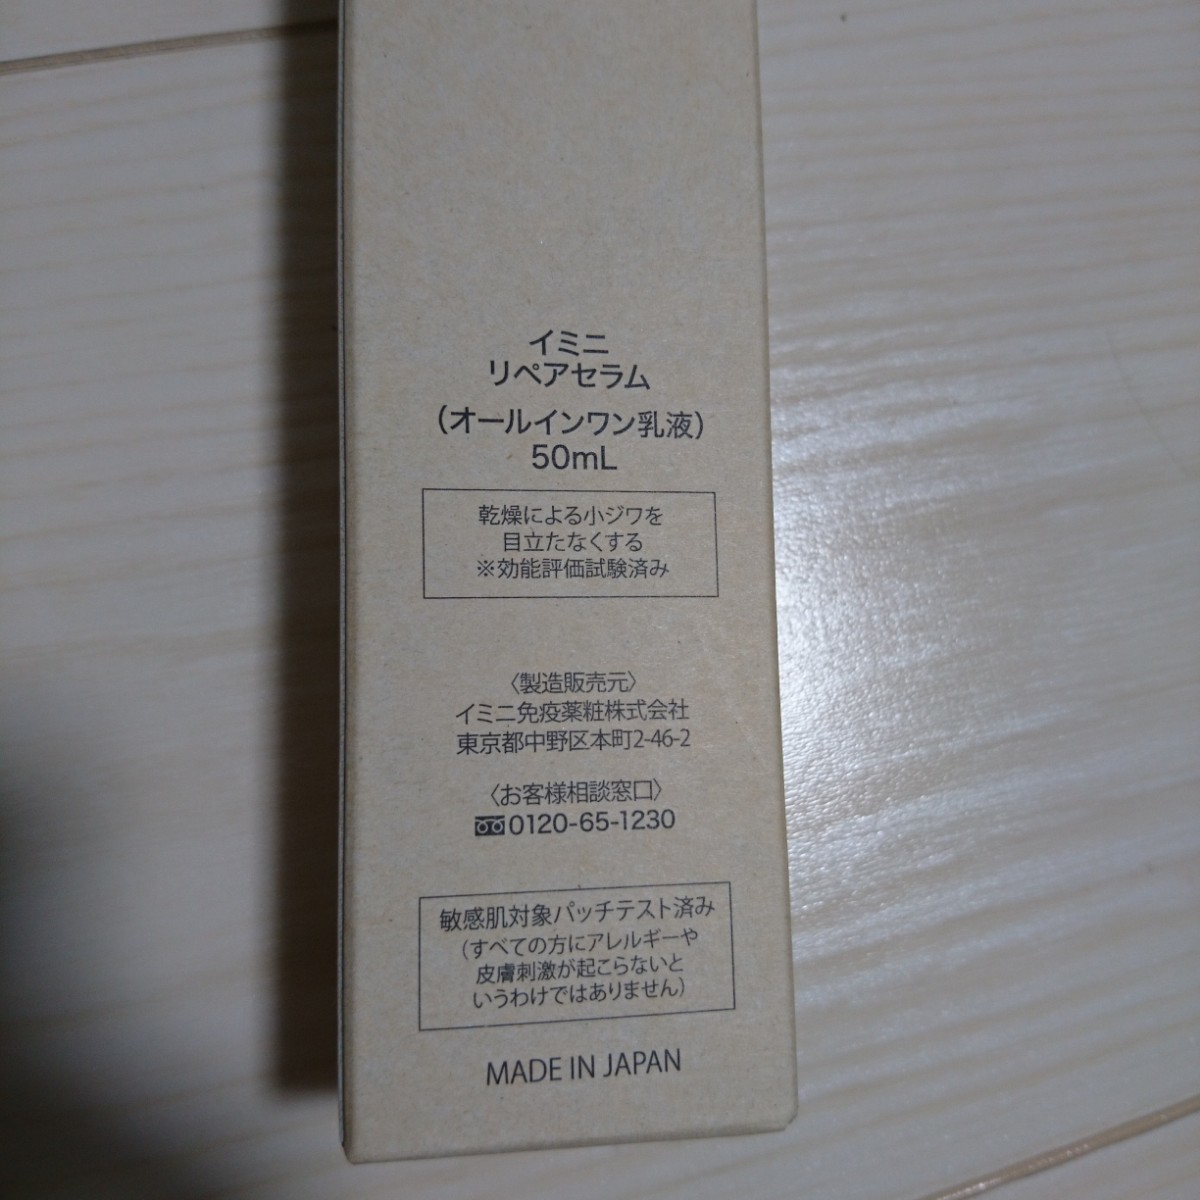 イミニ
リペアセラム
（オールインワン乳液）
50mL
乾燥による小ジワを
目立たなくする
※効能評価試験済み
〈製造販売元〉
イミニ免疫薬粧株式会社
東京都中野区本町2-46-2
〈お客様相談窓口〉
0120-65-1230
敏感肌対象パッチテスト済み
（すべての方にアレルギーや
皮膚刺激が起こらないと
いうわけではありません）
MADE IN JAPAN